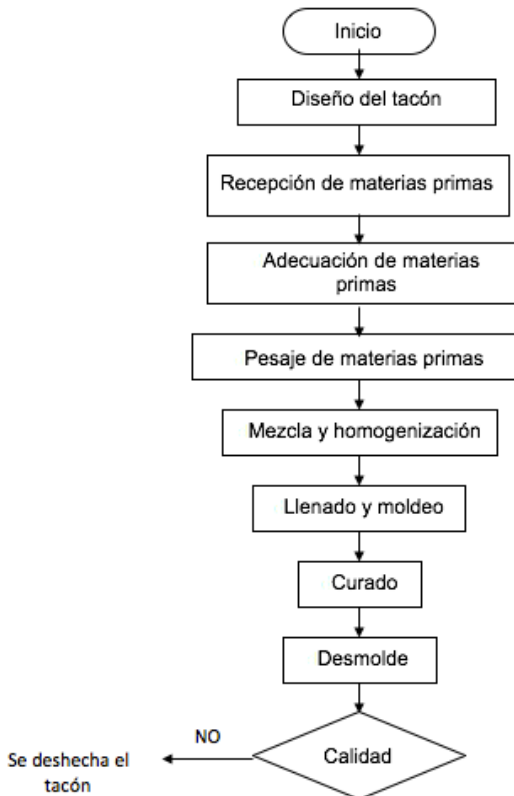 Inicio
Diseño del tacón
Recepción de materias primas
Adecuación de materias
primas
Pesaje de materias primas
Mezcla y homogenización
Llenado y moldeo
Curado
Desmolde
Calidad
NO
Se deshecha el
tacón